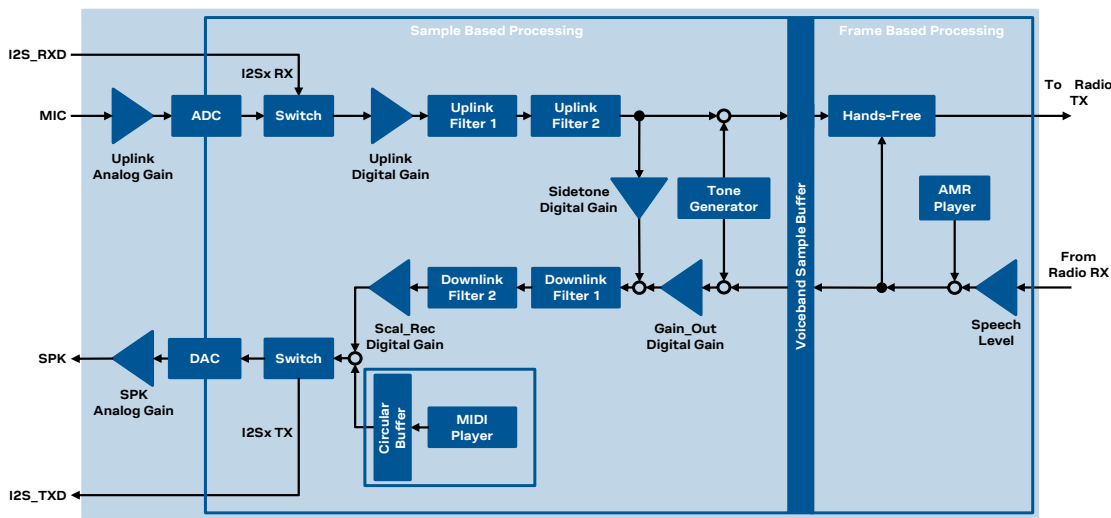 Sample Based Processing
Frame Based Processing
I2S_RXD
I2Sx RX
MIC
ADC
Switch
Uplink
Filter 1
Uplink
Filter 2
Hands-Free
To Radio
TX
Uplink
Analog Gain
Uplink
Digital Gain
Sidetone
Digital Gain
Tone
Generator
AMR
Player
Voiceband Sample Buffer
From
Radio RX
Downlink
Filter 2
Downlink
Filter 1
Scal_Rec
Digital Gain
Gain_Out
Digital Gain
Speech
Level
SPK
DAC
Switch
SPK
Analog Gain
I2Sx TX
Circular
Buffer
MIDI
Player
I2S_TXD